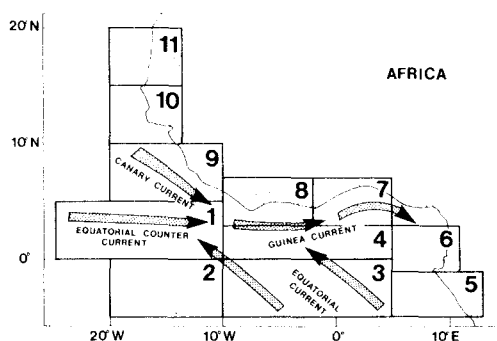 20°N
11
AFRICA
10
10°N
9
CANARY CURRENT
8
7
1
EQUATORIAL COUNTER
CURRENT
GUINEA CURRENT
4
6
0°
2
EQUATORIAL
CURRENT
3
5
20°W
10°W
0°
10°E